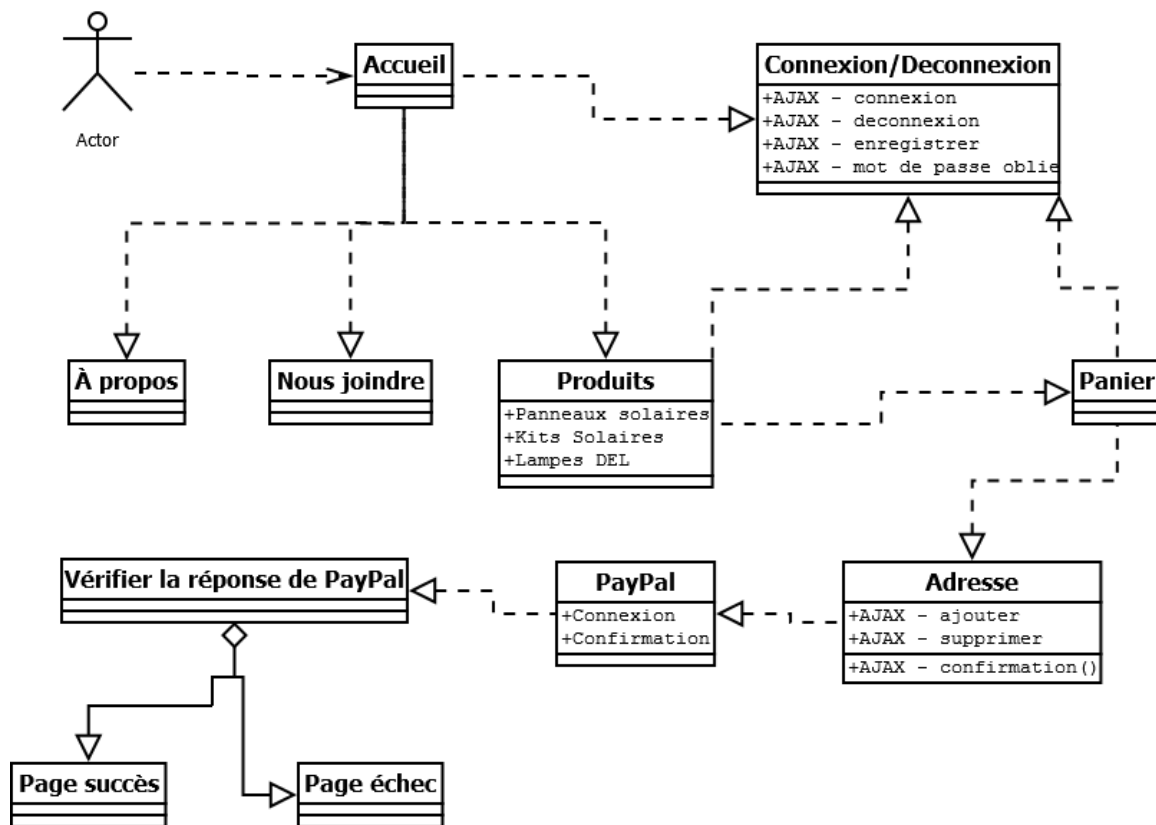 Actor
Accueil
Connexion/Deconnexion
+AJAX - connexion
+AJAX - deconnexion
+AJAX - enregistrer
+AJAX - mot de passe oblie
À propos
Nous joindre
Produits
+Panneaux solaires
+Kits Solaires
+Lampes DEL
Panier
Vérifier la réponse de PayPal
PayPal
+Connexion
+Confirmation
Adresse
+AJAX - ajouter
+AJAX - supprimer
+AJAX - confirmation()
Page succès
Page échec